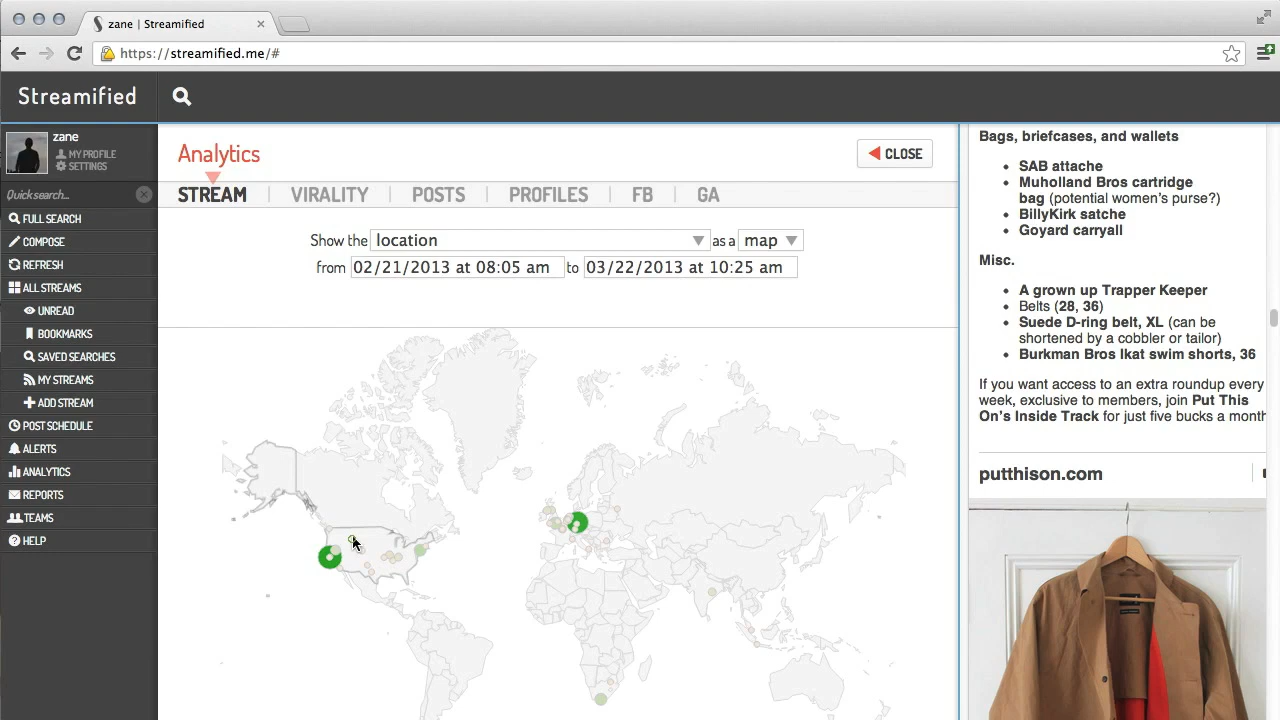 zane | Streamified
https://streamified.me/#
Streamified
zane
MY PROFILE
SETTINGS
Quick search...
FULL SEARCH
COMPOSE
REFRESH
ALL STREAMS
UNREAD
BOOKMARKS
SAVED SEARCHES
MY STREAMS
ADD STREAM
POST SCHEDULE
ALERTS
ANALYTICS
REPORTS
TEAMS
HELP
Analytics
CLOSE
STREAM VIRALITY POSTS PROFILES FB GA
Show the location as a map
from 02/21/2013 at 08:05 am to 03/22/2013 at 10:25 am
Bags, briefcases, and wallets
SAB attache
Muholland Bros cartridge
bag (potential women's purse?)
BillyKirk satche
Goyard carryall
Misc.
A grown up Trapper Keeper
Belts (28, 36)
Suede D-ring belt, XL (can be
shortened by a cobbler or tailor)
Burkman Bros Ikat swim shorts, 36
If you want access to an extra roundup every
week, exclusive to members, join Put This
On's Inside Track for just five bucks a month
putthison.com